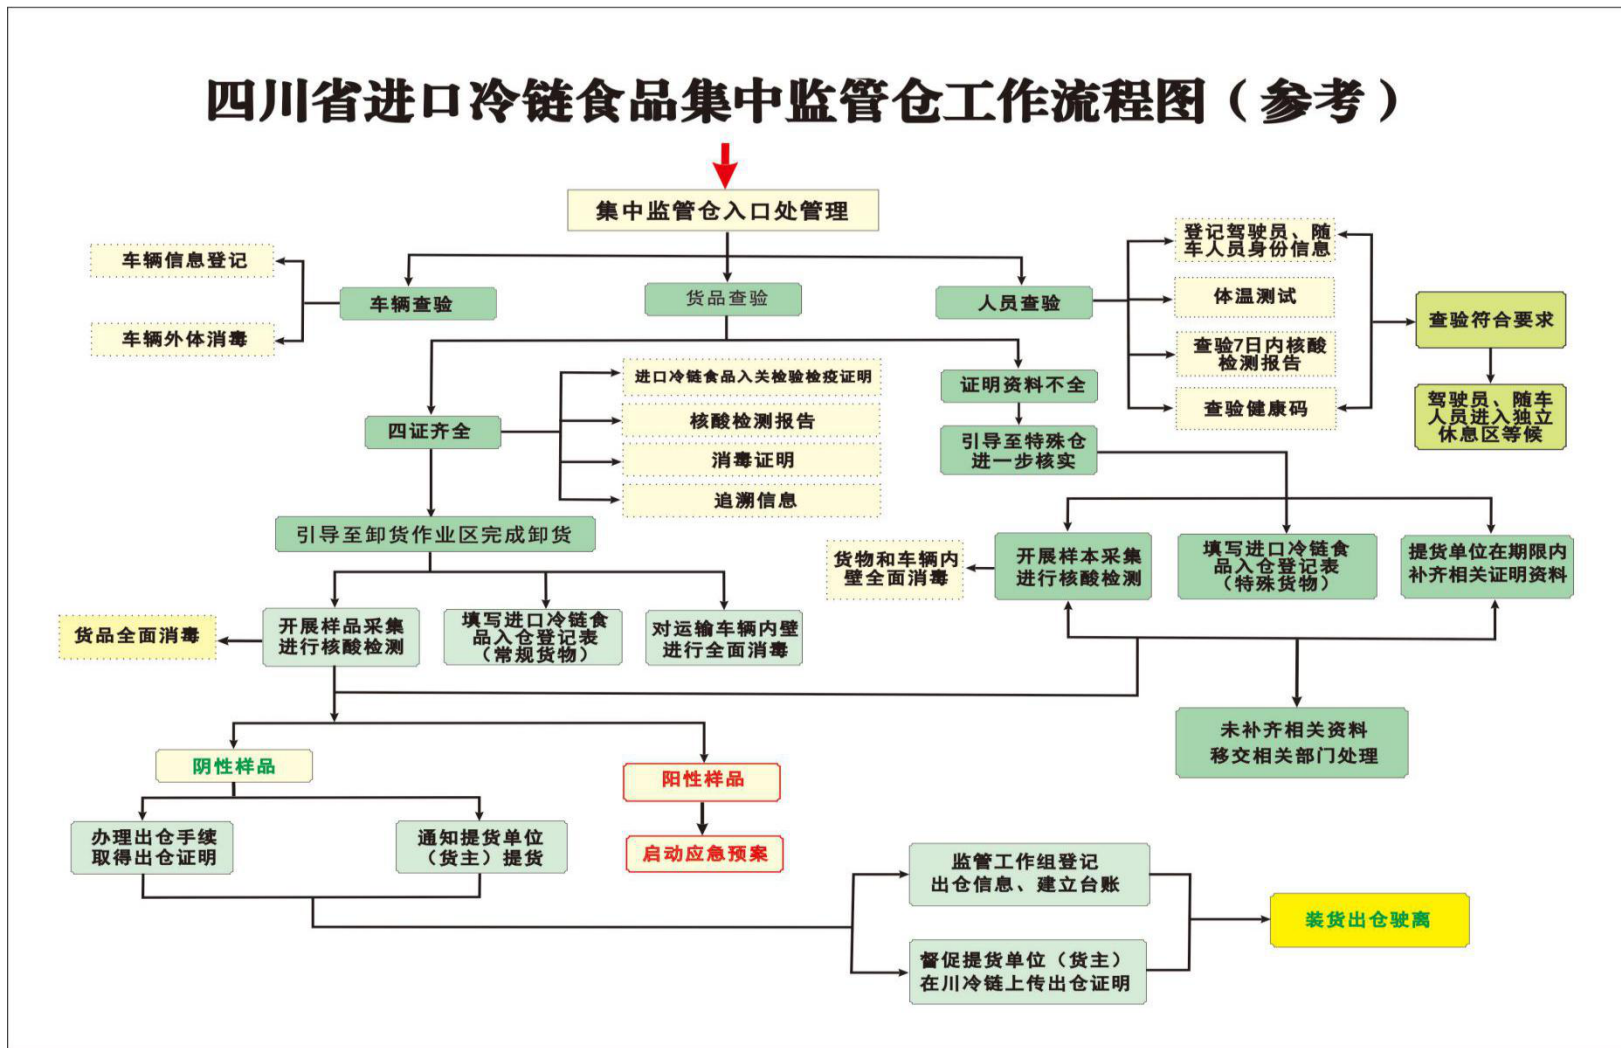 四川省进口冷链食品集中监管仓工作流程图（参考）
集中监管仓入口处管理
车辆信息登记
车辆外体消毒
车辆查验
货品查验
人员查验
登记驾驶员、随
车人员身份信息
体温测试
查验7日内核酸
检测报告
查验健康码
查验符合要求
驾驶员、随车
人员进入独立
休息区等候
四证齐全
进口冷链食品入关检验检疫证明
核酸检测报告
消毒证明
追溯信息
证明资料不全
引导至特殊仓
进一步核实
引导至卸货作业区完成卸货
货物和车辆内
壁全面消毒
开展样本采集
进行核酸检测
填写进口冷链食
品入仓登记表
（特殊货物）
提货单位在期限内
补齐相关证明资料
货品全面消毒
开展样品采集
进行核酸检测
填写进口冷链食
品入仓登记表
（常规货物）
对运输车辆内壁
进行全面消毒
未补齐相关资料
移交相关部门处理
阴性样品
阳性样品
办理出仓手续
取得出仓证明
通知提货单位
（货主）提货
启动应急预案
监管工作组登记
出仓信息、建立台账
督促提货单位（货主）
在川冷链上传出仓证明
装货出仓驶离